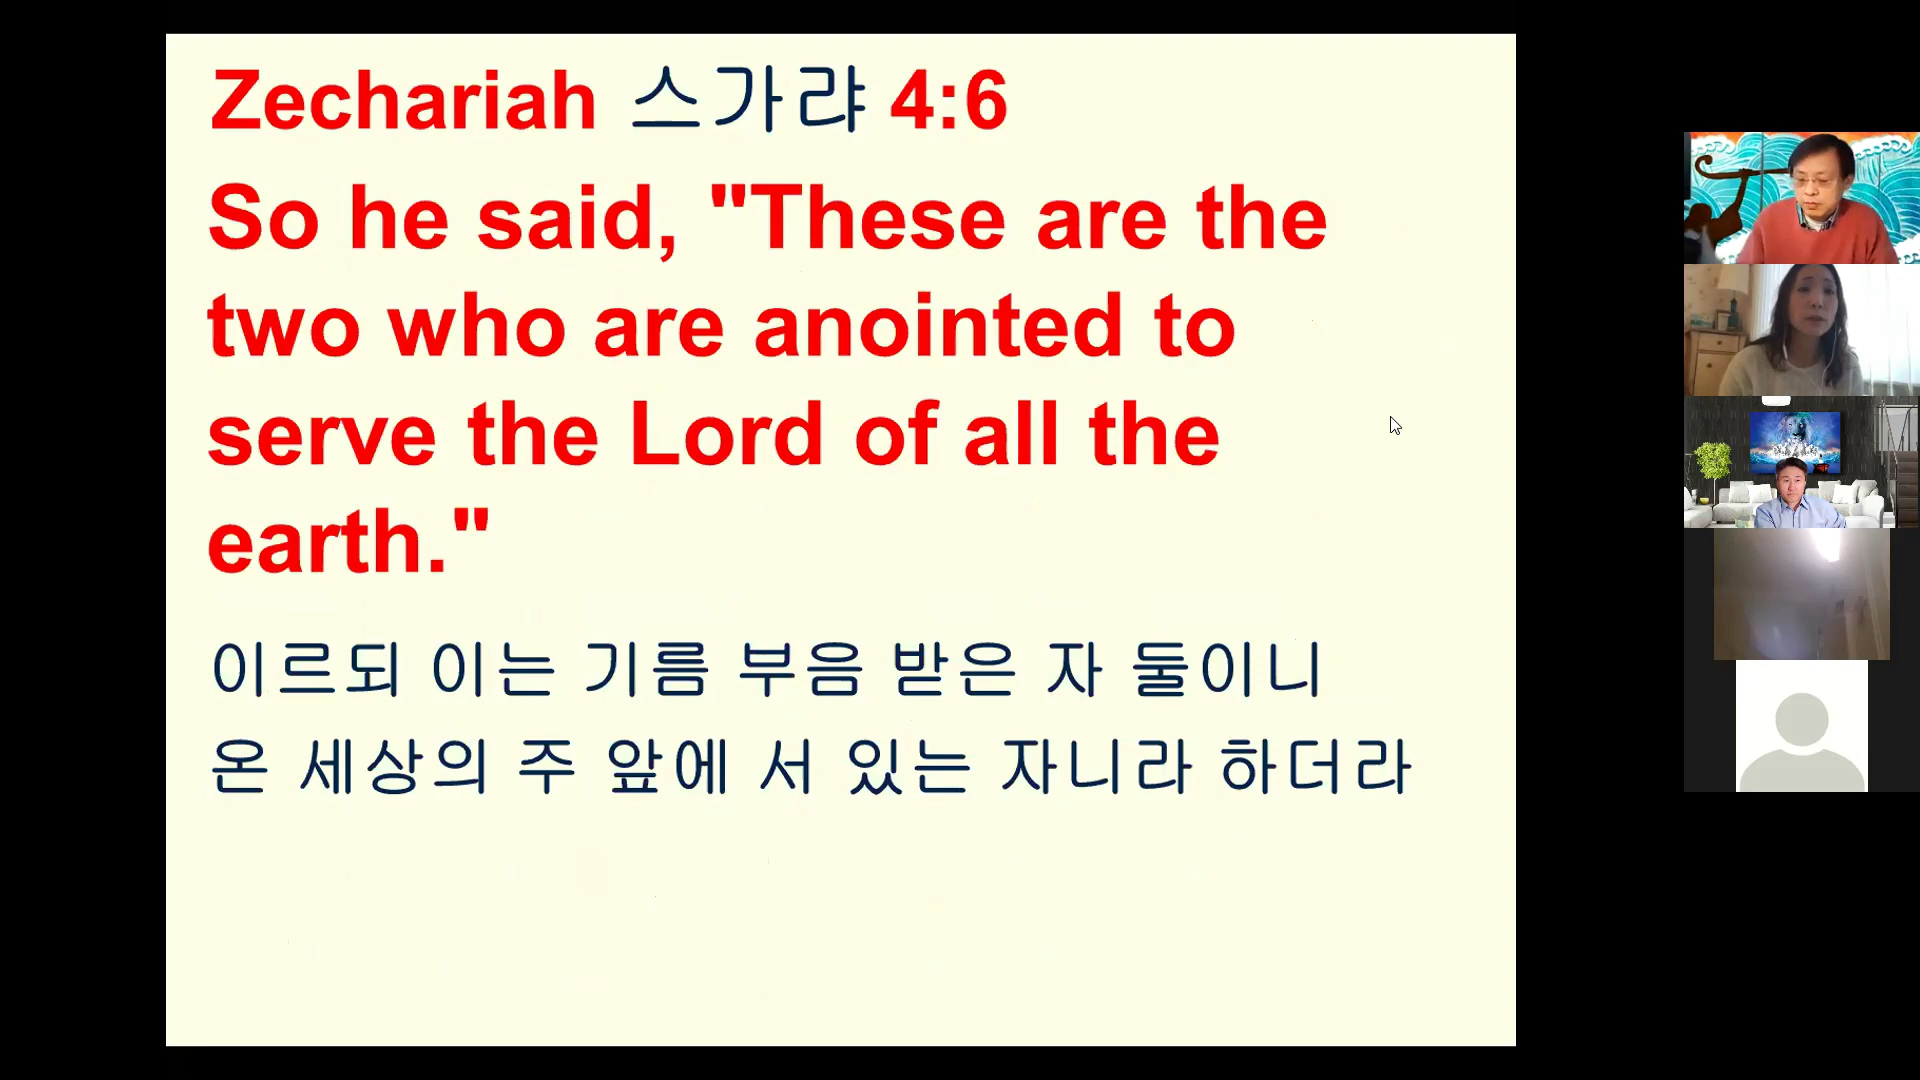 Zechariah 스가랴 4:6
So he said, "These are the
two who are anointed to
serve the Lord of all the
earth."
이르되 이는 기름 부음 받은 자 둘이니
온 세상의 주 앞에 서 있는 자니라 하더라